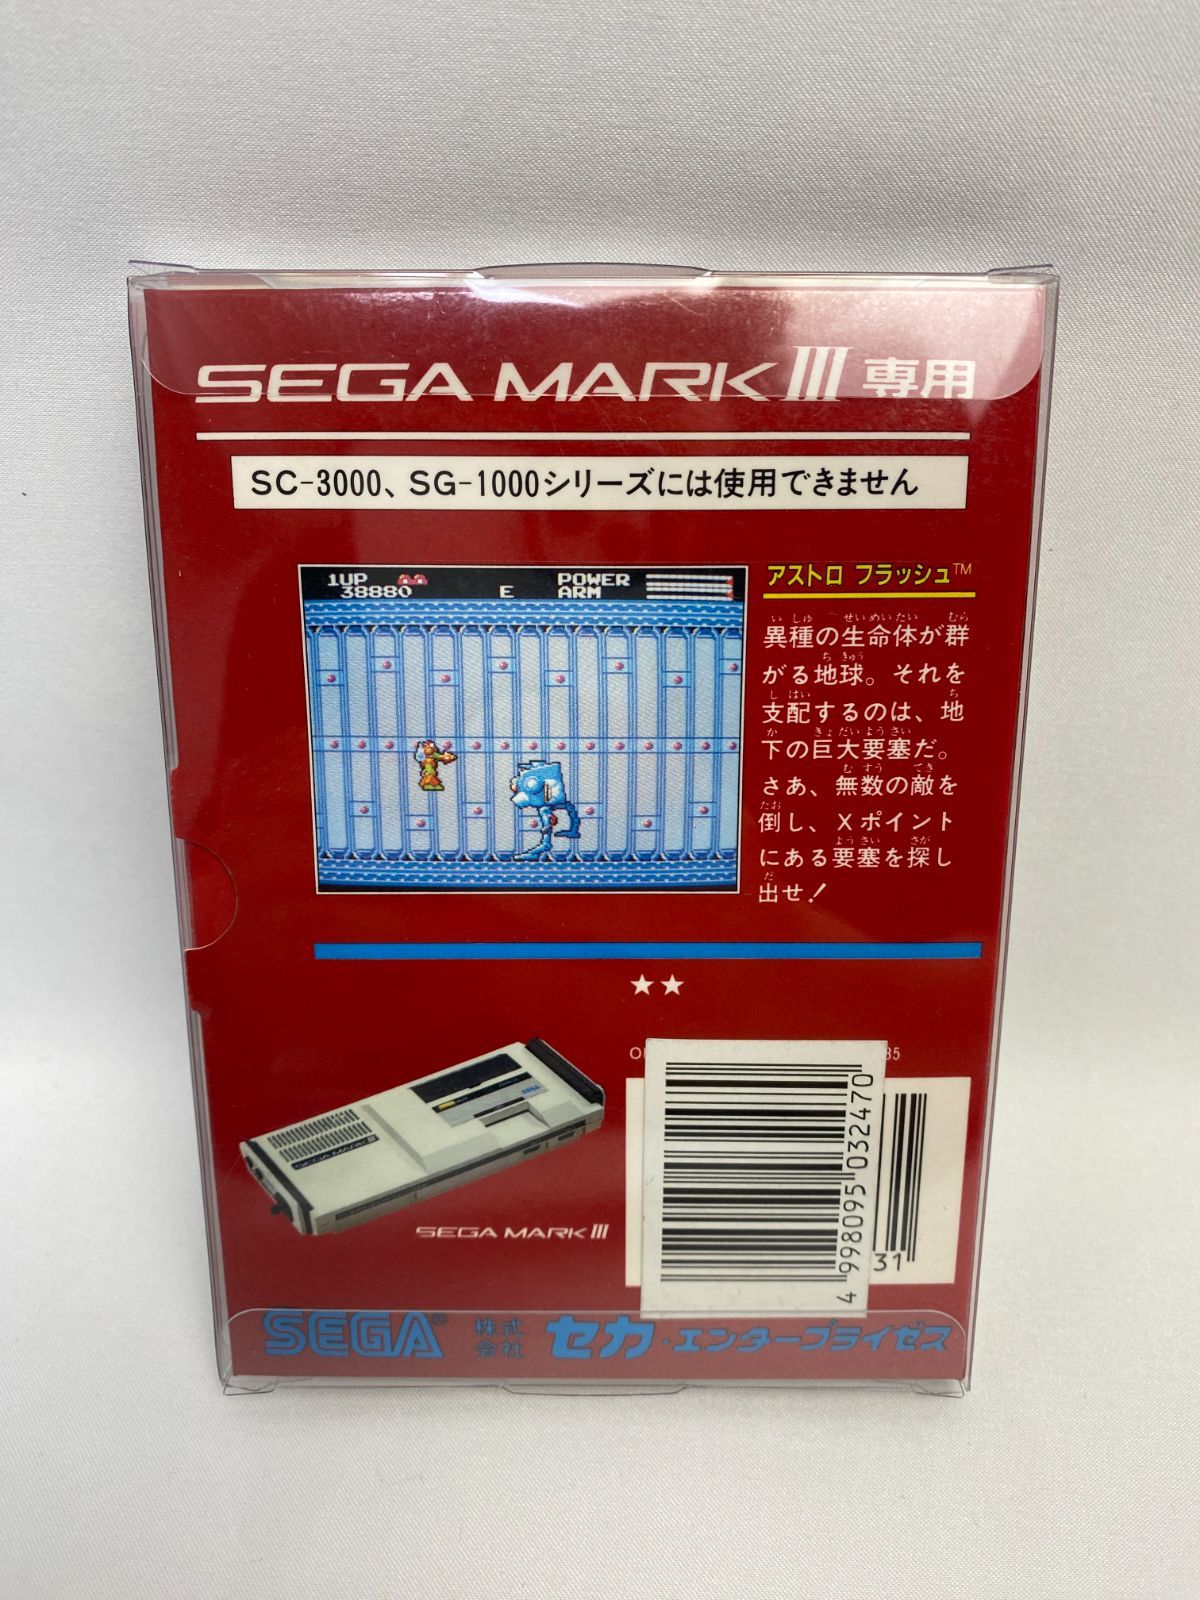 SEGA MARK III 専用
SC-3000、SG-1000シリーズには使用できません
1UP
38880
E
POWER
ARM
アストロ フラッシュ™
異種の生命体が群
がる地球。それを
支配するのは、地
下の巨大要塞だ。
さあ、無数の敵を
倒し、Xポイント
にある要塞を探し
出せ!
★★
SEGA MARK III
SEGA MARK III
31
4 998095 032470
SEGA® 株式会社 セガ・エンタープライゼス